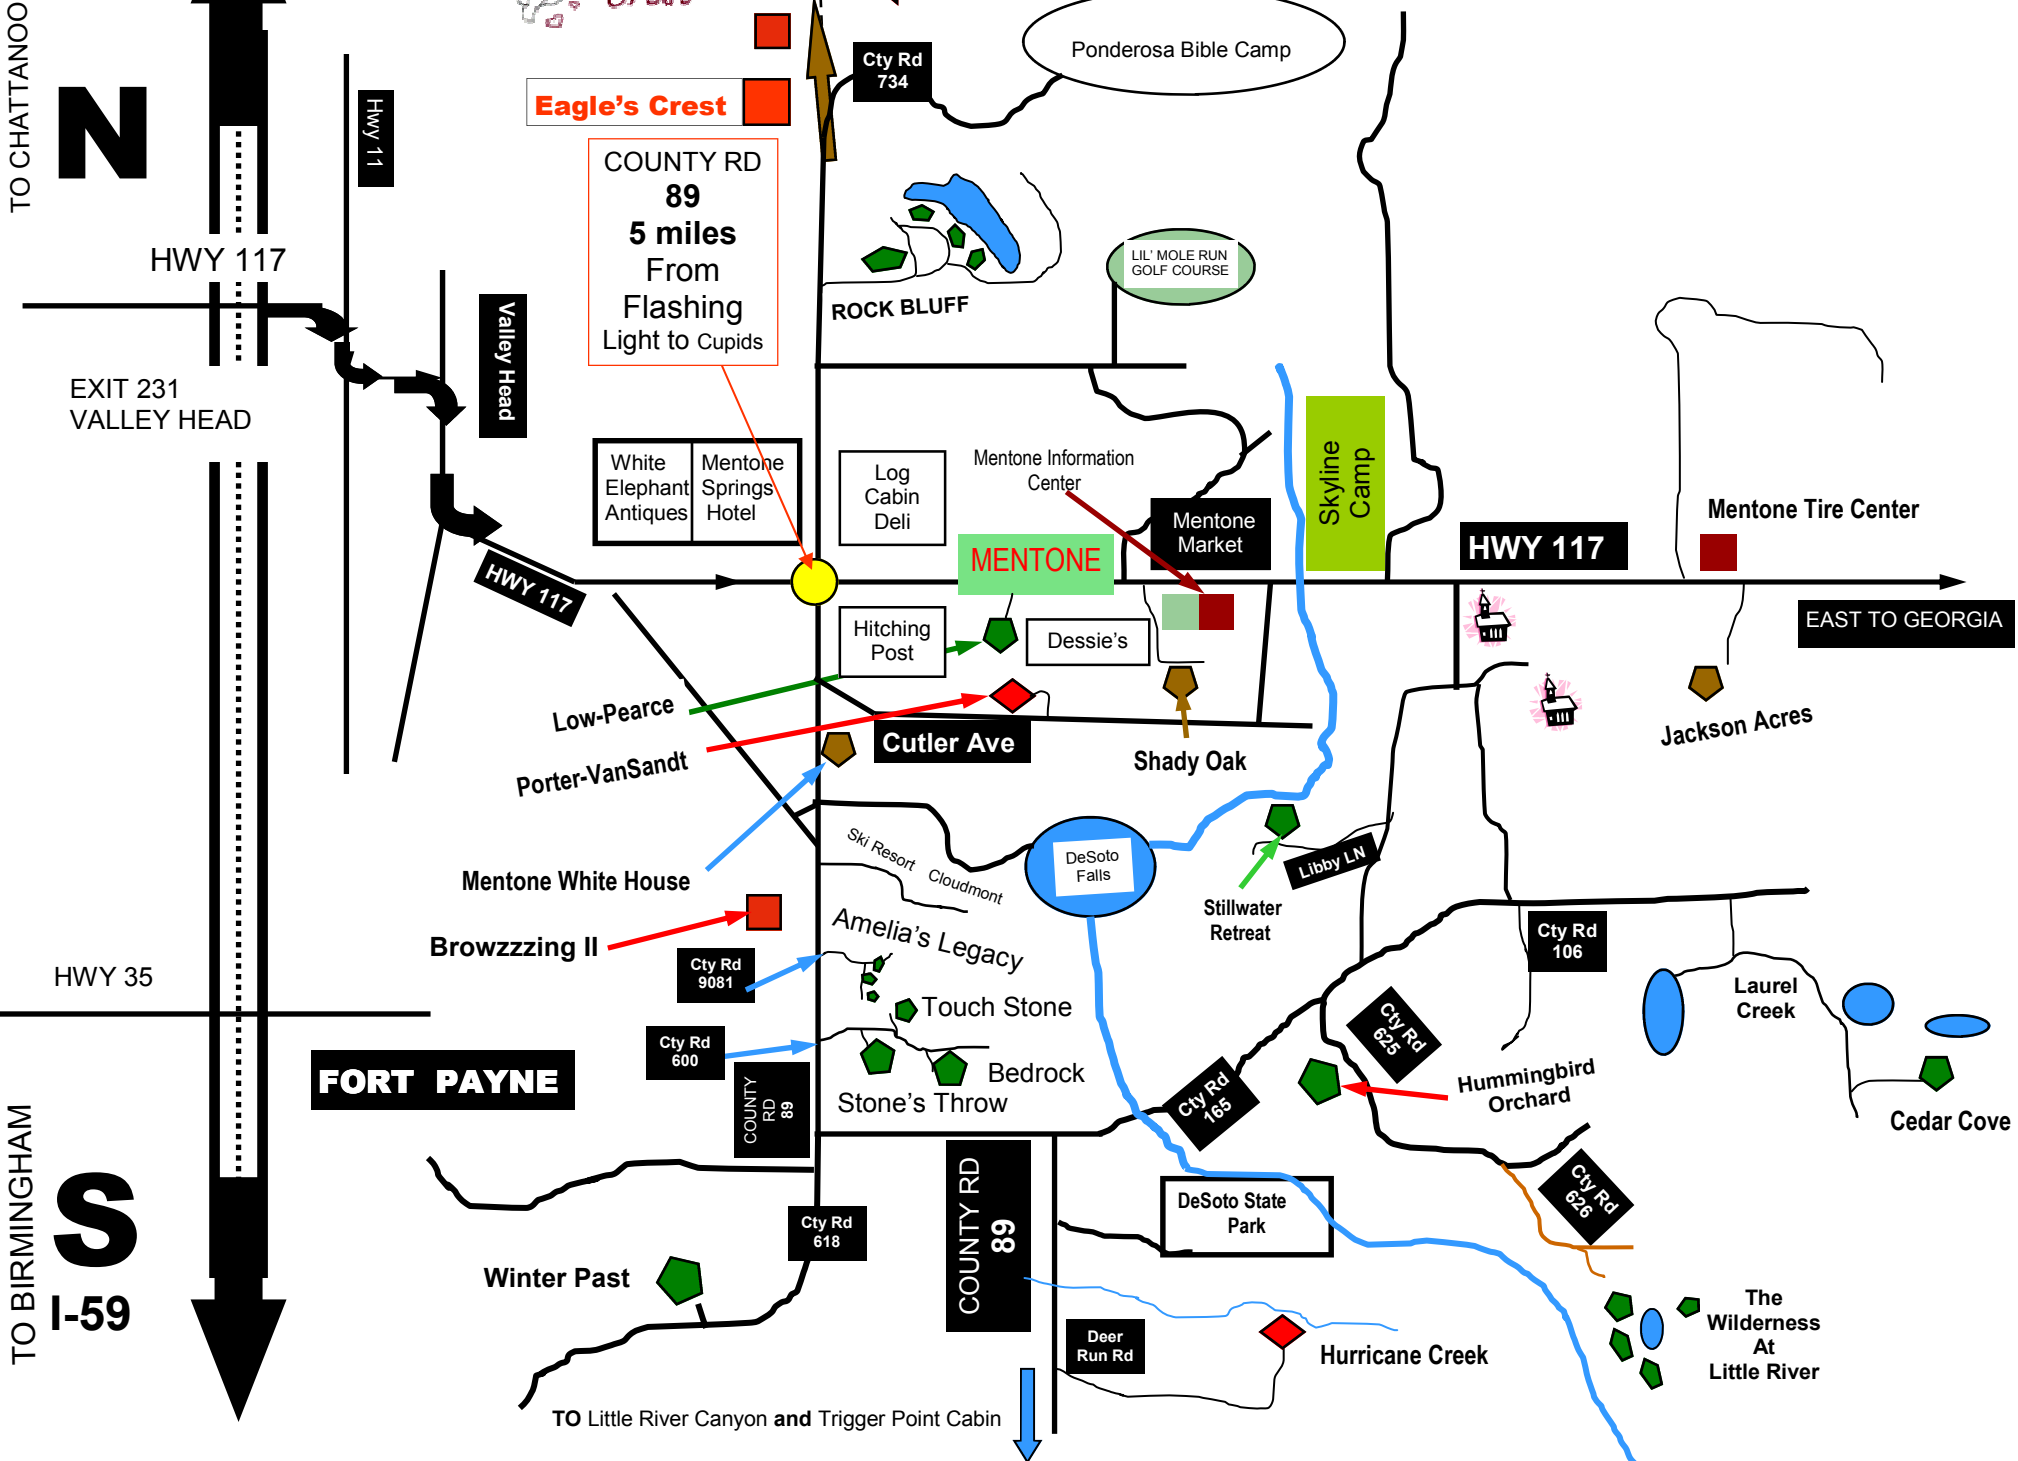 TO CHATTANOO
N
Hwy 11
HWY 117
EXIT 231
VALLEY HEAD
Valley Head
Eagle's Crest
COUNTY RD
89
5 miles
From
Flashing
Light to Cupids
Cty Rd
734
Ponderosa Bible Camp
LIL' MOLE RUN
GOLF COURSE
ROCK BLUFF
White
Elephant
Antiques
Mentone
Springs
Hotel
Log
Cabin
Deli
Mentone Information
Center
MENTONE
Mentone
Market
Skyline
Camp
HWY 117
Mentone Tire Center
HWY 117
EAST TO GEORGIA
Hitching
Post
Dessie's
Low-Pearce
Porter-VanSandt
Cutler Ave
Shady Oak
Jackson Acres
Mentone White House
Ski Resort Cloudmont
DeSoto
Falls
Libby LN
Stillwater
Retreat
Browzzzing II
Amelia's Legacy
Cty Rd
9081
Touch Stone
Cty Rd
106
Laurel
Creek
HWY 35
Cty Rd
600
Bedrock
Stone's Throw
Cty Rd
625
Hummingbird
Orchard
Cedar Cove
FORT PAYNE
COUNTY
RD
89
Cty Rd
165
TO BIRMINGHAM
S
I-59
COUNTY RD
89
DeSoto State
Park
Cty Rd
626
Cty Rd
618
Winter Past
Deer
Run Rd
Hurricane Creek
The
Wilderness
At
Little River
TO Little River Canyon and Trigger Point Cabin